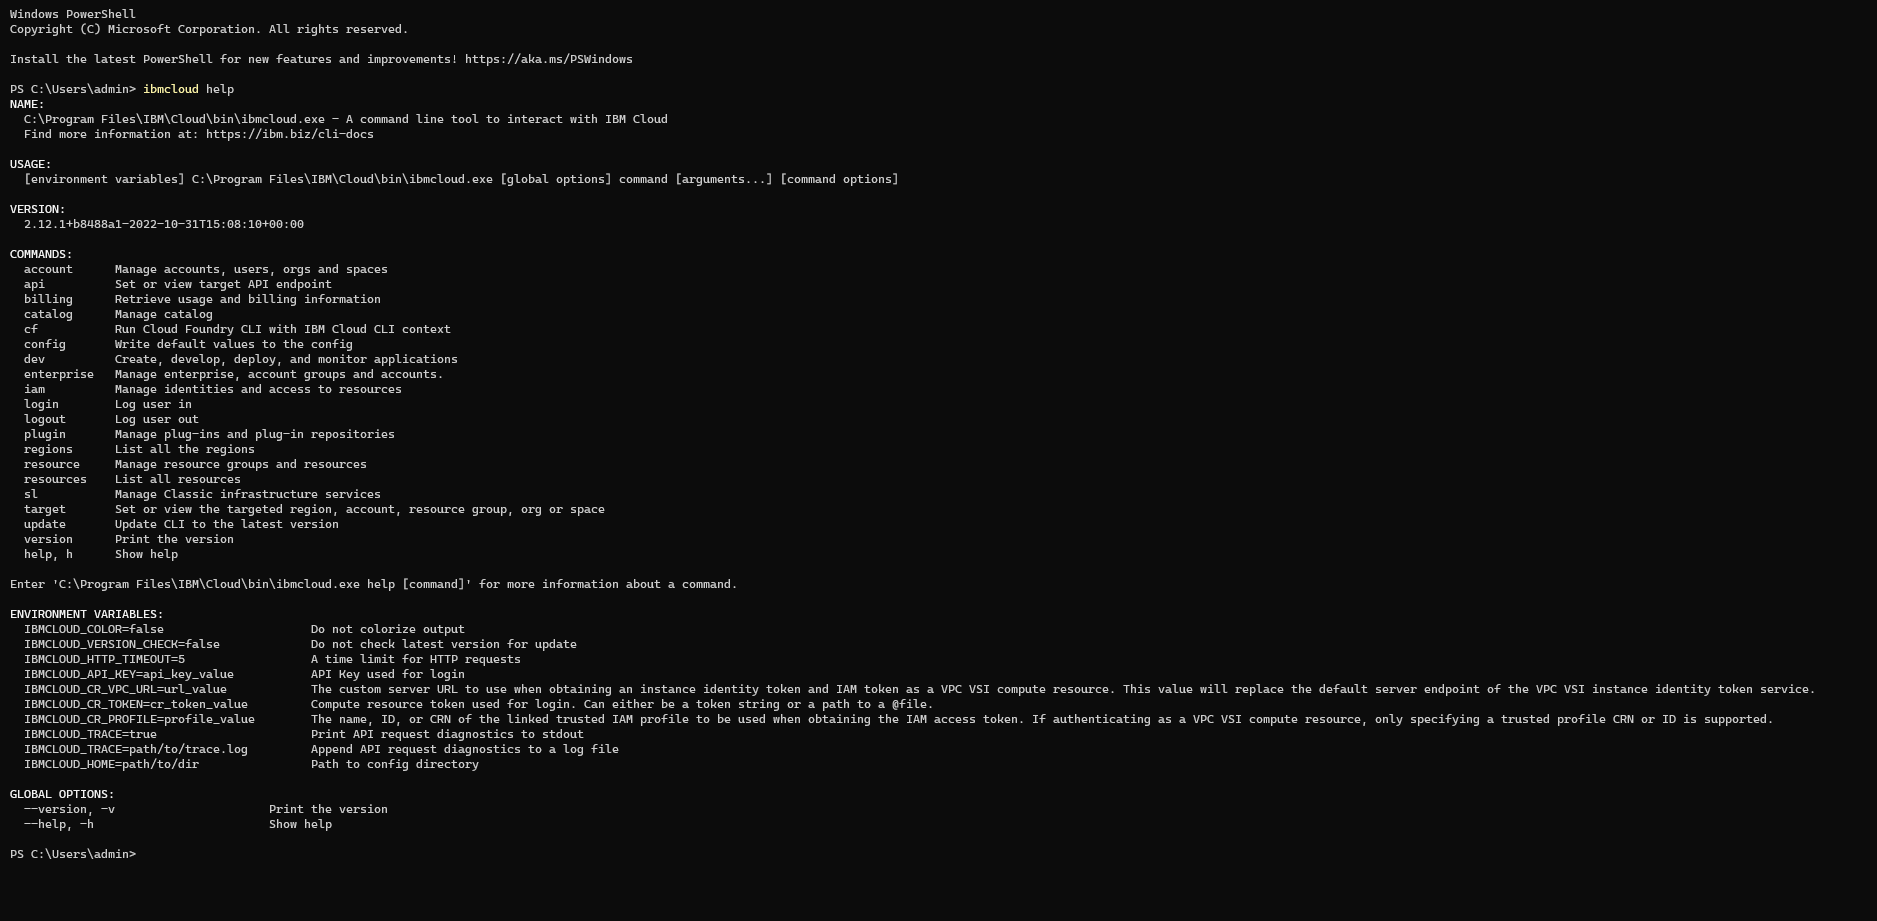 Windows PowerShell
Copyright (C) Microsoft Corporation. All rights reserved.
Install the latest PowerShell for new features and improvements! https://aka.ms/PSWindows
PS C:\Users\admin> ibmcloud help
NAME:
  C:\Program Files\IBM\Cloud\bin\ibmcloud.exe - A command line tool to interact with IBM Cloud
  Find more information at: https://ibm.biz/cli-docs
USAGE:
  [environment variables] C:\Program Files\IBM\Cloud\bin\ibmcloud.exe [global options] command [arguments...] [command options]
VERSION:
  2.12.1+b8488a1-2022-10-31T15:08:10+00:00
COMMANDS:
  account      Manage accounts, users, orgs and spaces
  api          Set or view target API endpoint
  billing      Retrieve usage and billing information
  catalog      Manage catalog
  cf           Run Cloud Foundry CLI with IBM Cloud CLI context
  config       Write default values to the config
  dev          Create, develop, deploy, and monitor applications
  enterprise   Manage enterprise, account groups and accounts.
  iam          Manage identities and access to resources
  login        Log user in
  logout       Log user out
  plugin       Manage plug-ins and plug-in repositories
  regions      List all the regions
  resource     Manage resource groups and resources
  resources    List all resources
  sl           Manage Classic infrastructure services
  target       Set or view the targeted region, account, resource group, org or space
  update       Update CLI to the latest version
  version      Print the version
  help, h      Show help
Enter 'C:\Program Files\IBM\Cloud\bin\ibmcloud.exe help [command]' for more information about a command.
ENVIRONMENT VARIABLES:
  IBMCLOUD_COLOR=false                     Do not colorize output
  IBMCLOUD_VERSION_CHECK=false             Do not check latest version for update
  IBMCLOUD_HTTP_TIMEOUT=5                  A time limit for HTTP requests
  IBMCLOUD_API_KEY=api_key_value           API Key used for login
  IBMCLOUD_CR_VPC_URL=url_value            The custom server URL to use when obtaining an instance identity token and IAM token as a VPC VSI compute resource. This value will replace the default server endpoint of the VPC VSI instance identity token service.
  IBMCLOUD_CR_TOKEN=cr_token_value         Compute resource token used for login. Can either be a token string or a path to a @file.
  IBMCLOUD_CR_PROFILE=profile_value        The name, ID, or CRN of the linked trusted IAM profile to be used when obtaining the IAM access token. If authenticating as a VPC VSI compute resource, only specifying a trusted profile CRN or ID is supported.
  IBMCLOUD_TRACE=true                      Print API request diagnostics to stdout
  IBMCLOUD_TRACE=path/to/trace.log         Append API request diagnostics to a log file
  IBMCLOUD_HOME=path/to/dir                Path to config directory
GLOBAL OPTIONS:
  --version, -v                      Print the version
  --help, -h                         Show help
PS C:\Users\admin>